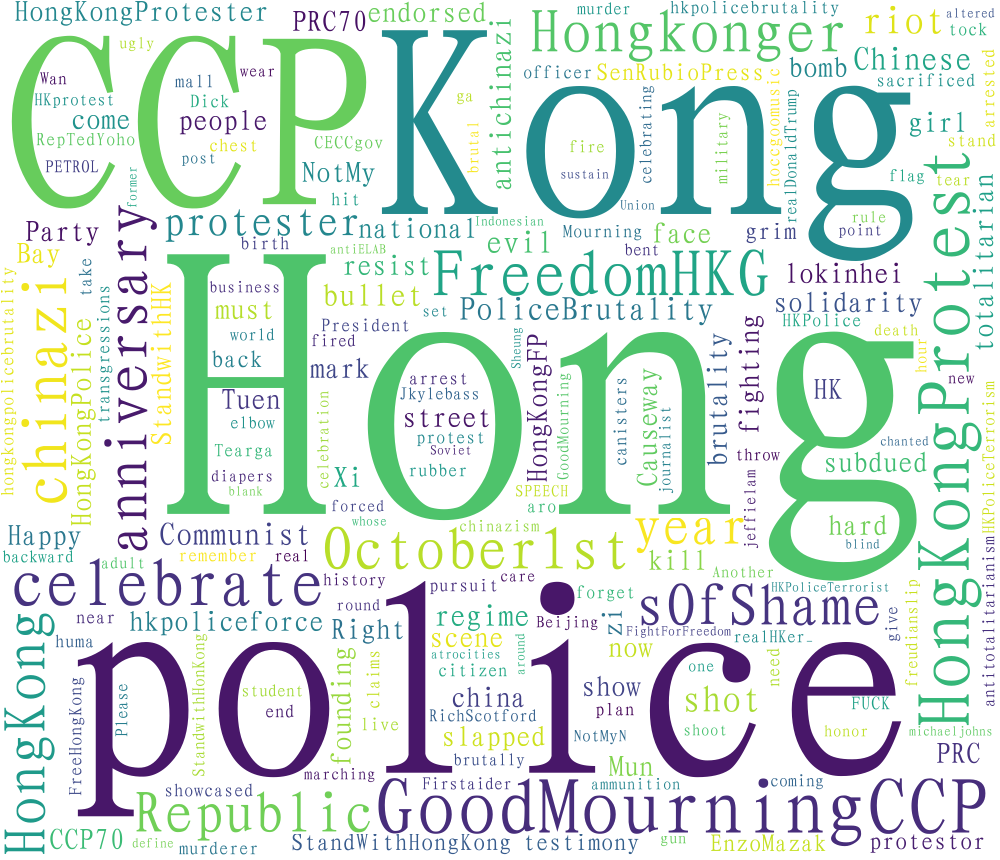 HongKongProtester
PRC70
endorsed
murder
hkpolicebrutality
altered
tock
CCP
Kong
Hongkonger
riot
ugly
Wan
HKprotest
come
RepTedYoho
PETROL
mall
Dick
people
post
chest
wear
CECCgov
NotMy
hit
former
ga
brutal
antichinazi
officer
SenRubioPress
bomb
Chinese
sacrificed
fire
sustain
celebrating
military
hoccgoomusic
realDonaldTrump
girl
stand
arrested
flag
tear
rule
point
Union
protester
national
Indonesian
evil
Mourning
bent
face
grim
totalitarian
HongKongProtest
Party
Bay
chinazi
take
anniversary
birth
antiELAB
resist
FreedomHKG
lokinhei
business
must
bullet
set
PoliceBrutality
solidarity
HKPolice
death
hour
new
hongkongpolicebrutality
HongKongPolice
transgressions
StandwithHK
Hong
world
back
President
fired
mark
Sheung
Tuen
elbow
Tearga
diapers
blank
celebration
Xi
forced
whose
arrest
Jkylebass
street
protest
Soviet
rubber
HongKongFP
GoodMourning
SPEECH
aro
canisters
Causeway
journalist
brutality
fighting
throw
jeffielam
HK
subdued
chanted
hard
blind
HKPoliceTerrorism
Happy
backward
Communist
remember
real
adult
October1st
chinazism
year
kill
Another
celebrate
history
pursuit
care
Beijing
forget
sOfShame
HKPoliceTerrorist
antitotalitarianism
freudianslip
give
near
huma
hkpoliceforce
round
Right
regime
scene
atrocities
citizen
around
zi
now
FightForFreedom
realHKer_
need
HongKong
FreeHongKong
Please
StandwithHongKong
police
student
end
founding
claims
live
china
RichScotford
slapped
brutally
show
plan
NotMyN
one
shot
shoot
FUCK
honor
michaeljohns
PRC
marching
Firstaider
ammunition
Mun
coming
showcased
Republic
GoodMourningCCP
CCP70
define
murderer
StandWithHongKong
testimony
gun
EnzoMazak
protestor